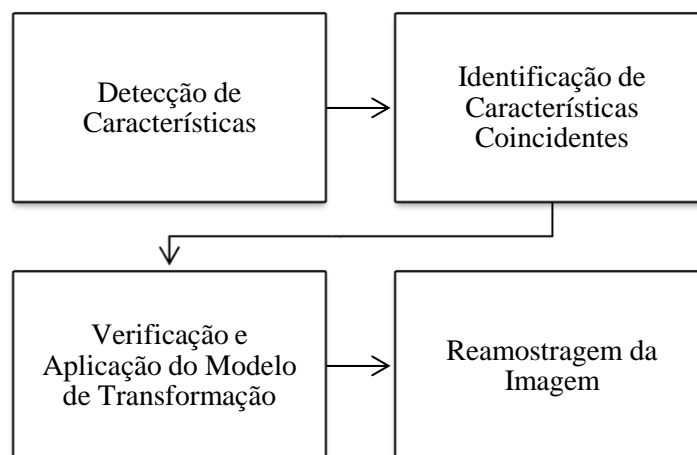 Detecção de
Características
Identificação de
Características
Coincidentes
Verificação e
Aplicação do Modelo
de Transformação
Reamostragem da
Imagem